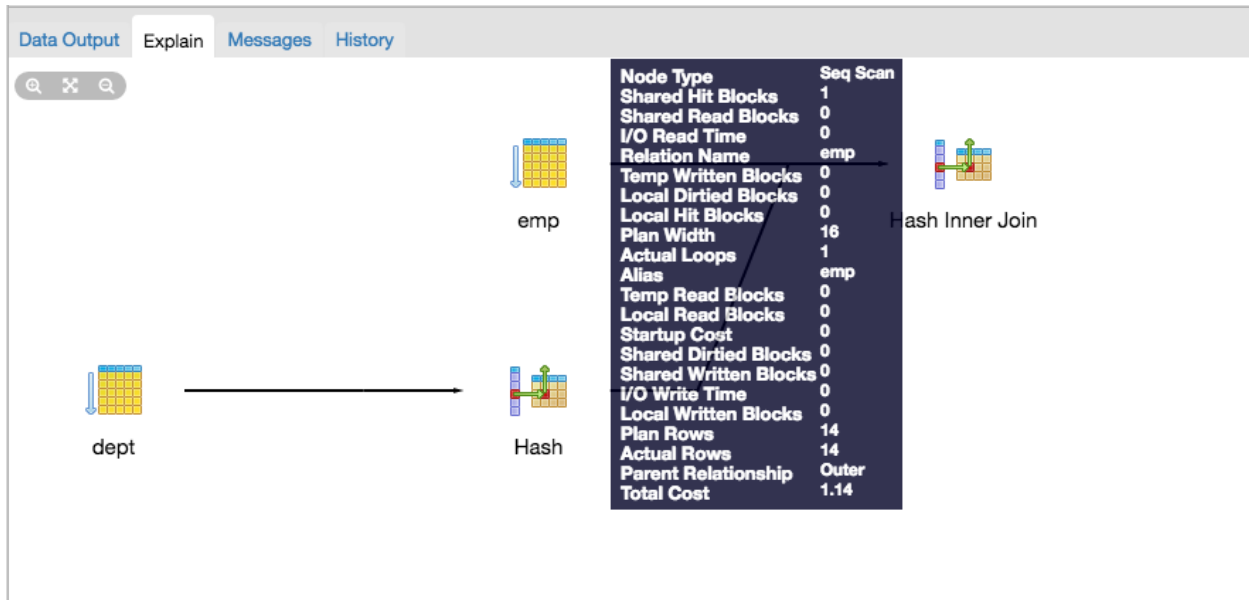 Data Output Explain Messages History
Node Type Seq Scan
Shared Hit Blocks 1
Shared Read Blocks 0
I/O Read Time 0
Relation Name emp
Temp Written Blocks 0
Local Dirtied Blocks 0
Local Hit Blocks 0
Plan Width 16
Actual Loops 1
Alias emp
Temp Read Blocks 0
Local Read Blocks 0
Startup Cost 0
Shared Dirtied Blocks 0
Shared Written Blocks 0
I/O Write Time 0
Local Written Blocks 0
Plan Rows 14
Actual Rows 14
Parent Relationship Outer
Total Cost 1.14
emp
Hash Inner Join
dept
Hash